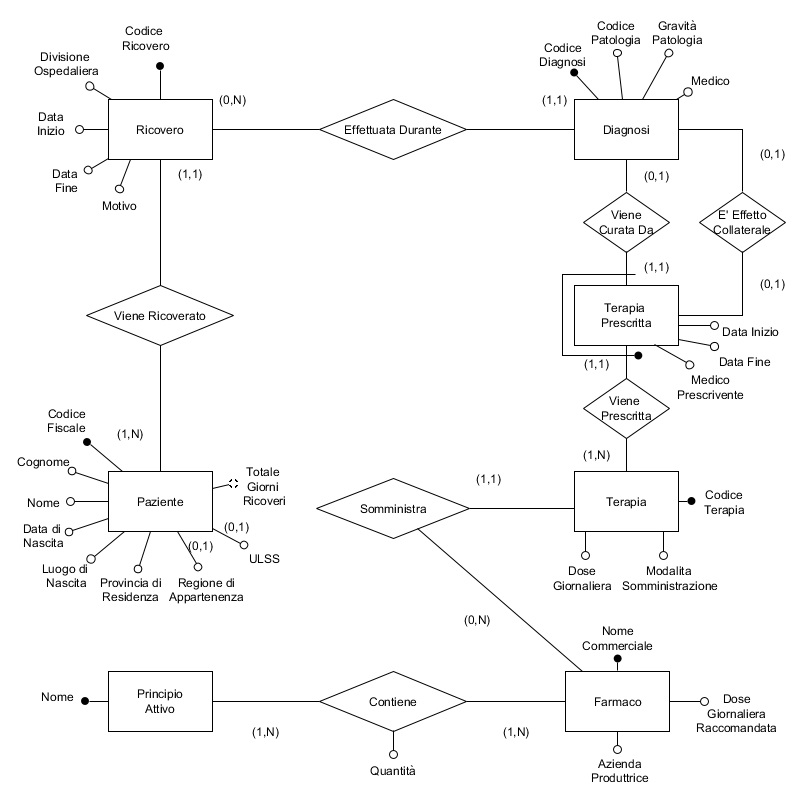 Codice
Ricovero
Divisione
Ospedaliera
Data
Inizio
Data
Fine
Motivo
Ricovero
(0,N)
(1,1)
Effettuata Durante
(1,1)
Codice
Diagnosi
Codice
Patologia
Gravità
Patologia
Medico
Diagnosi
(0,1)
(0,1)
Viene
Curata Da
E' Effetto
Collaterale
(1,1)
(0,1)
Terapia
Prescritta
Data Inizio
Data Fine
Medico
Prescrivente
(1,1)
Viene
Prescritta
(1,N)
Viene Ricoverato
(1,N)
Codice
Fiscale
Cognome
Nome
Data di
Nascita
Luogo di
Nascita
Provincia di
Residenza
(0,1)
Regione di
Appartenenza
(0,1)
ULSS
Totale
Giorni
Ricoveri
Paziente
Somministra
(1,1)
(0,N)
Terapia
Codice
Terapia
Dose
Giornaliera
Modalita
Somministrazione
Nome
Commerciale
Nome
Principio
Attivo
(1,N)
Contiene
Quantità
(1,N)
Farmaco
Dose
Giornaliera
Raccomandata
Azienda
Produttrice